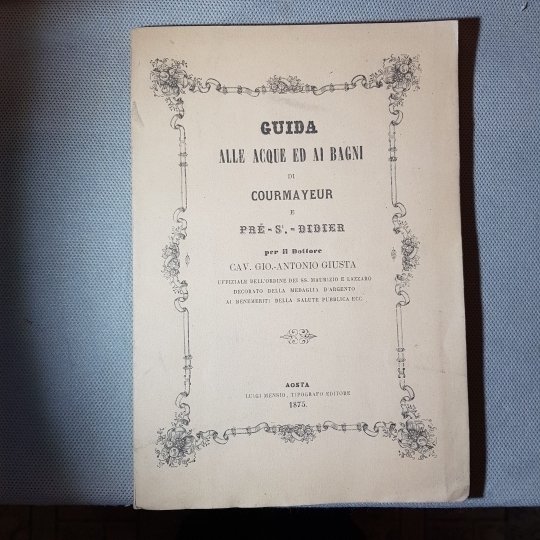 GUIDA
ALLE ACQUE ED AI BAGNI
DI
COURMAYEUR
E
PRÉ-St.-DIDIER
per il Dottore
CAV. GIO.-ANTONIO GIUSTA
UFFIZIALE DELL'ORDINE DEI SS. MAURIZIO E LAZZARO
DECORATO DELLA MEDAGLIA D'ARGENTO
AI BENEMERITI DELLA SALUTE PUBBLICA ECC.
AOSTA
LUIGI MENSIO, TIPOGRAFO EDITORE
1875.